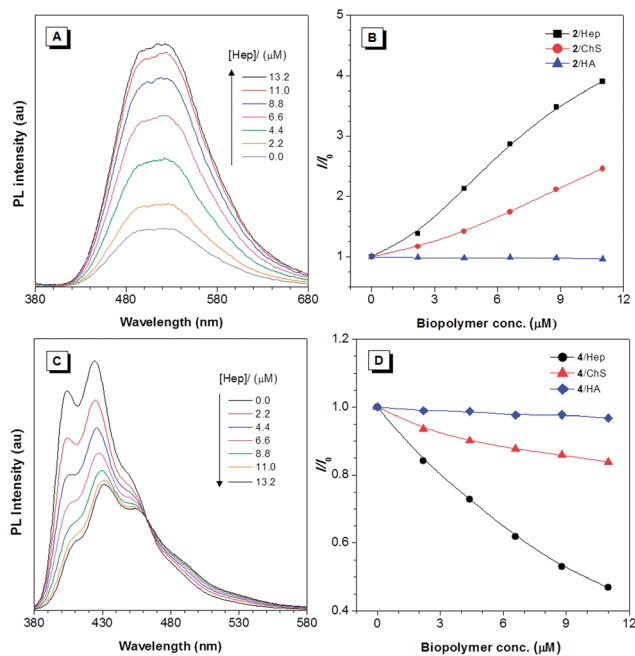 A
[Hep]/ (μM)
13.2
11.0
8.8
6.6
4.4
2.2
0.0
PL intensity (au)
380 480 580 680
Wavelength (nm)
B
2/Hep
2/ChS
2/HA
I/I0
5
4
3
2
1
0 3 6 9 12
Biopolymer conc. (μM)
C
[Hep]/ (μM)
0.0
2.2
4.4
6.6
8.8
11.0
13.2
PL Intensity (au)
380 430 480 530 580
Wavelength (nm)
D
4/Hep
4/ChS
4/HA
I/I0
1.2
1.0
0.8
0.6
0.4
0 3 6 9 12
Biopolymer conc. (μM)